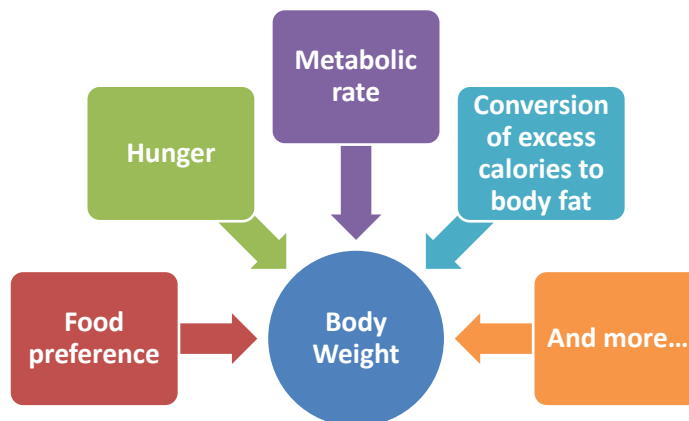 Metabolic
rate
Hunger
Conversion
of excess
calories to
body fat
Food
preference
Body
Weight
And more...